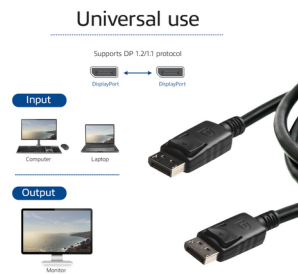 Universal use
Supports DP 1.2/1.1 protocol
DisplayPort
DisplayPort
Input
Computer
Laptop
Output
Monitor